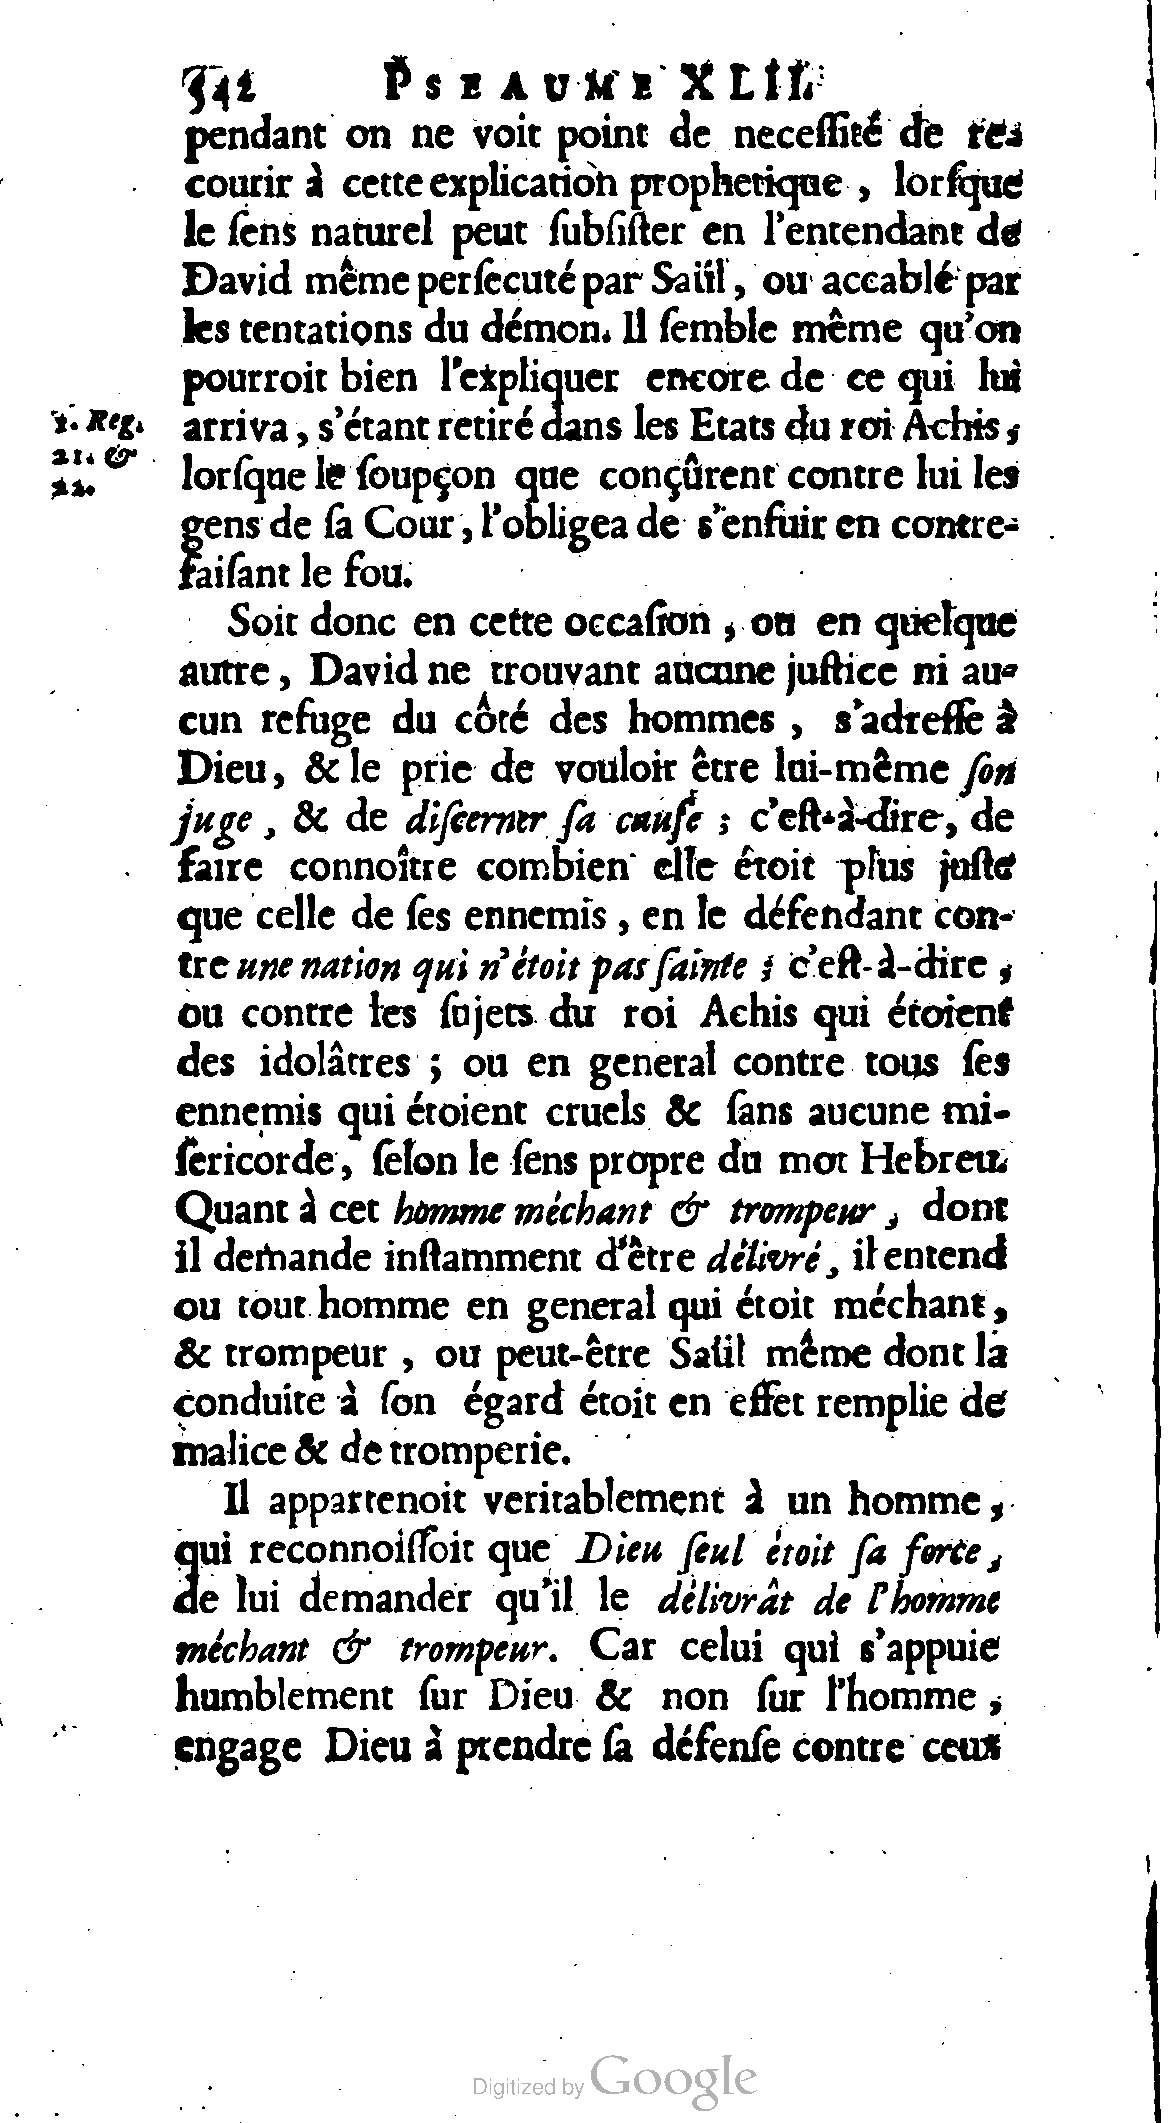 542 PSEAUME XLII.
pendant on ne voit point de neceſſité de re-
courir à cette explication prophetique, lorſque
le ſens naturel peut ſubſiſter en l'entendant de
David même perſecuté par Saül, ou accablé par
les tentations du démon. Il ſemble même qu'on
pourroit bien l'expliquer encore de ce qui lui
1. Reg. arriva, s'étant retiré dans les Etats du roi Achis,
21. & lorſque le ſoupçon que conçûrent contre lui les
22.
gens de ſa Cour, l'obligea de s'enfuir en contre-
faiſant le fou.
Soit donc en cette occaſion, ou en quelque
autre, David ne trouvant aucune juſtice ni au-
cun refuge du côté des hommes, s'adreſſe à
Dieu, & le prie de vouloir être lui-même ſon
juge, & de diſcerner ſa cauſe; c'eſt-à-dire, de
faire connoître combien elle étoit plus juſte
que celle de ſes ennemis, en le défendant con-
tre une nation qui n'étoit pas ſainte; c'eſt-à-dire,
ou contre les ſujets du roi Achis qui étoient
des idolâtres; ou en general contre tous ſes
ennemis qui étoient cruels & ſans aucune mi-
ſericorde, ſelon le ſens propre du mot Hebreu.
Quant à cet homme méchant & trompeur, dont
il demande inſtamment d'être délivré, il entend
ou tout homme en general qui étoit méchant,
& trompeur, ou peut-être Saül même dont la
conduite à ſon égard étoit en effet remplie de
malice & de tromperie.
Il appartenoit veritablement à un homme,
qui reconnoiſſoit que Dieu ſeul étoit ſa force,
de lui demander qu'il le délivrât de l'homme
méchant & trompeur. Car celui qui s'appuie
humblement ſur Dieu & non ſur l'homme,
engage Dieu à prendre ſa défenſe contre ceux
Digitized by Google